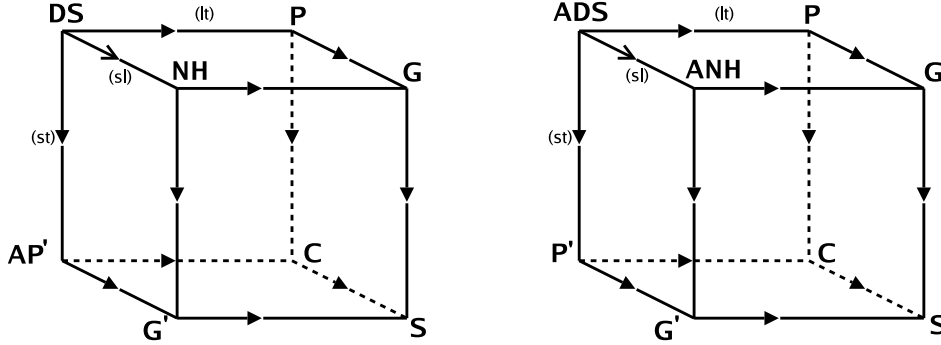 DS
(lt)
P
(sl)
NH
G
(st)
AP'
C
G'
S
ADS
(lt)
P
(sl)
ANH
G
(st)
P'
C
G'
S